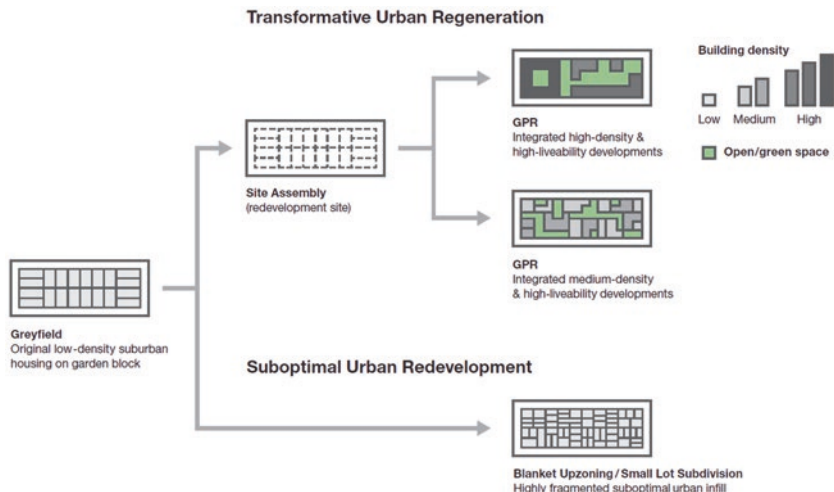 Transformative Urban Regeneration
Building density
Low
Medium
High
Open/green space
GPR
Integrated high-density &
high-liveability developments
Site Assembly
(redevelopment site)
GPR
Integrated medium-density
& high-liveability developments
Greyfield
Original low-density suburban
housing on garden block
Suboptimal Urban Redevelopment
Blanket Upzoning / Small Lot Subdivision
Highly fragmented suboptimal urban infill